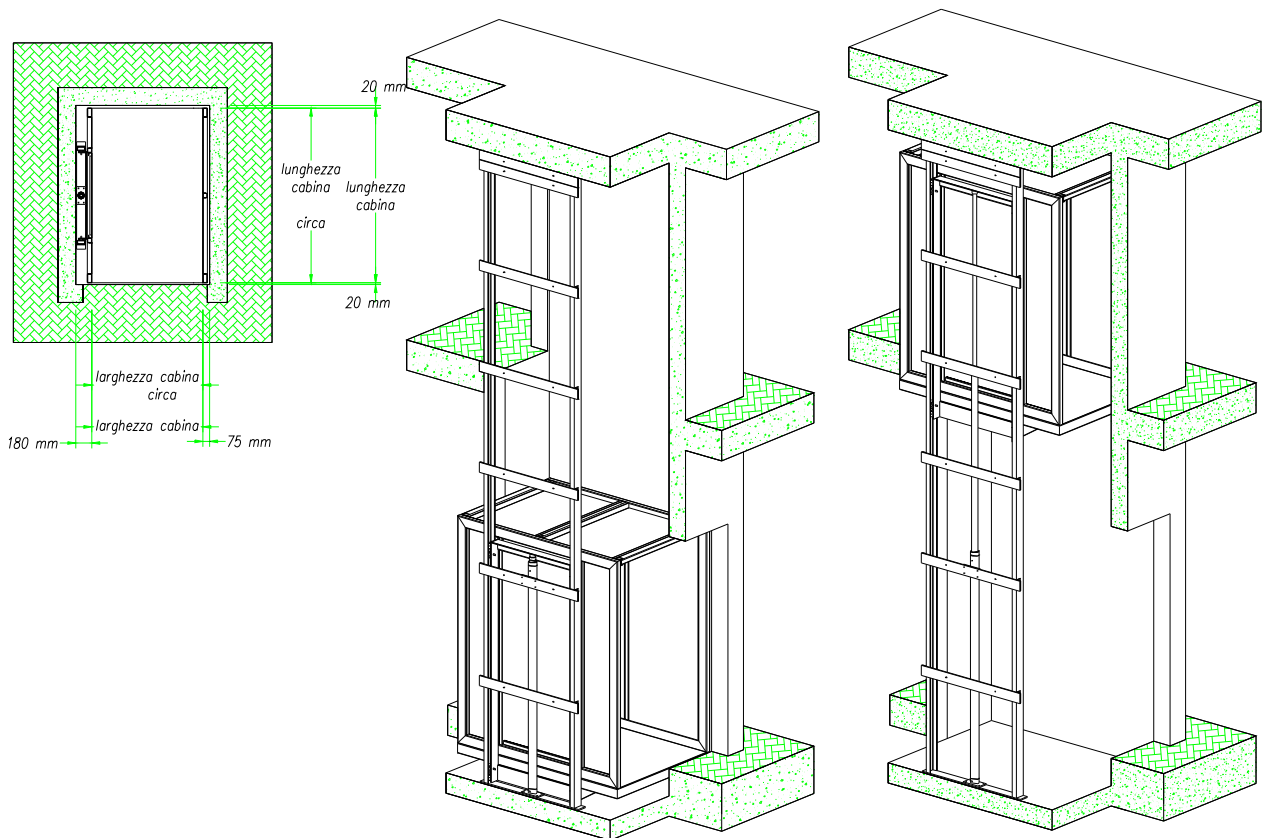 20 mm
lunghezza
cabina
circa
lunghezza
cabina
20 mm
larghezza cabina
circa
larghezza cabina
180 mm
75 mm